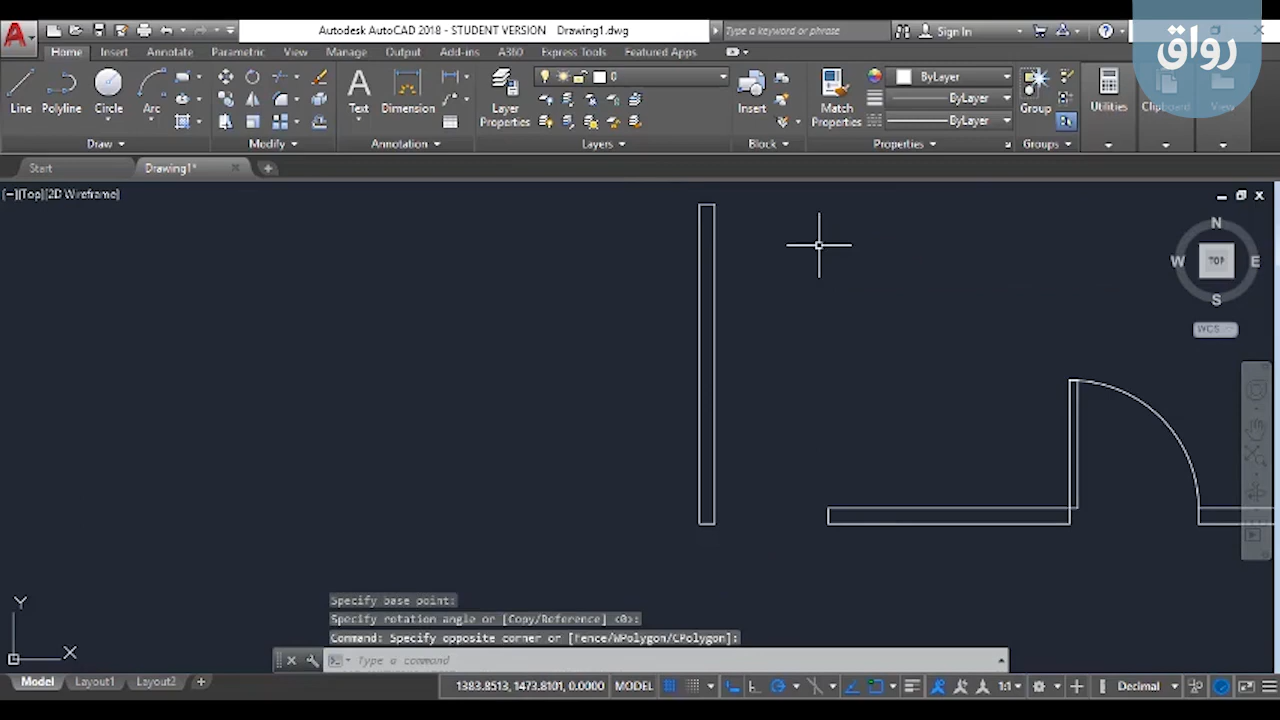 Autodesk AutoCAD 2018 - STUDENT VERSION Drawing1.dwg
Type a keyword or phrase
Sign In
رواق
Home Insert Annotate Parametric View Manage Output Add-ins A360 Express Tools Featured Apps
Line Polyline Circle Arc
Text Dimension
Layer Properties
0
Insert
Match Properties
ByLayer
ByLayer
ByLayer
Group
Utilities
Clipboard
View
Draw Modify Annotation Layers Block Properties Groups
Start Drawing1* +
[−][Top][2D Wireframe]
N
W TOP E
S
WCS
Y
X
Specify base point:
Specify rotation angle or [Copy/Reference] <0>:
Command: Specify opposite corner or [Fence/WPolygon/CPolygon]:
Type a command
Model Layout1 Layout2 +
1383.8513, 1473.8101, 0.0000 MODEL 1:1 Decimal